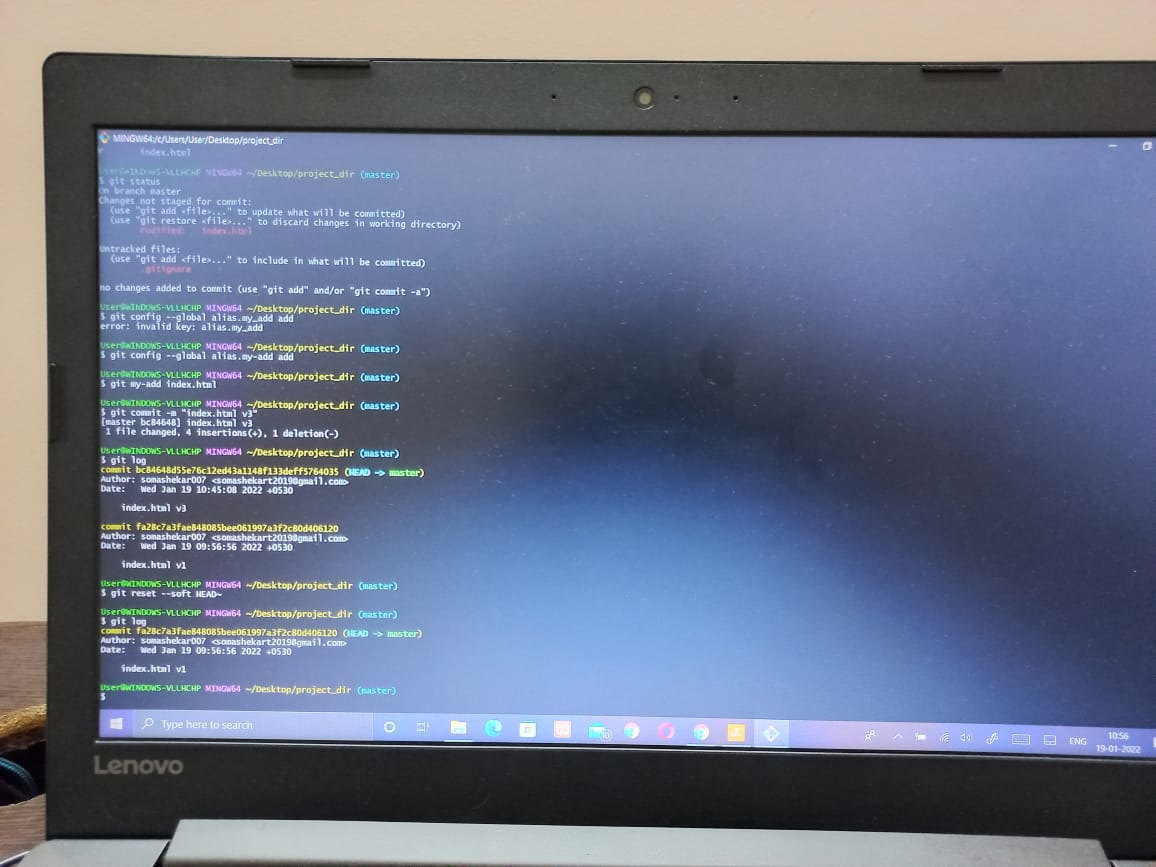 MINGW64:/c/Users/User/Desktop/project_dir
index.html
User@WINDOWS-VLLHCHP MINGW64 ~/Desktop/project_dir (master)
$ git status
On branch master
Changes not staged for commit:
(use "git add <file>..." to update what will be committed)
(use "git restore <file>..." to discard changes in working directory)
modified: index.html
Untracked files:
(use "git add <file>..." to include in what will be committed)
.gitignore
no changes added to commit (use "git add" and/or "git commit -a")
User@WINDOWS-VLLHCHP MINGW64 ~/Desktop/project_dir (master)
$ git config --global alias.my_add add
error: invalid key: alias.my_add
User@WINDOWS-VLLHCHP MINGW64 ~/Desktop/project_dir (master)
$ git config --global alias.my-add add
User@WINDOWS-VLLHCHP MINGW64 ~/Desktop/project_dir (master)
$ git my-add index.html
User@WINDOWS-VLLHCHP MINGW64 ~/Desktop/project_dir (master)
$ git commit -m "index.html v3"
[master bc84648] index.html v3
1 file changed, 4 insertions(+), 1 deletion(-)
User@WINDOWS-VLLHCHP MINGW64 ~/Desktop/project_dir (master)
$ git log
commit bc84648d55e76c12ed43a1148f133deff5764035 (HEAD -> master)
Author: somashekar007 <somashekart2019@gmail.com>
Date: Wed Jan 19 10:45:08 2022 +0530
index.html v3
commit fa28c7a3fae848085bee061997a3f2c80d406120
Author: somashekar007 <somashekart2019@gmail.com>
Date: Wed Jan 19 09:56:56 2022 +0530
index.html v1
User@WINDOWS-VLLHCHP MINGW64 ~/Desktop/project_dir (master)
$ git reset --soft HEAD~
User@WINDOWS-VLLHCHP MINGW64 ~/Desktop/project_dir (master)
$ git log
commit fa28c7a3fae848085bee061997a3f2c80d406120 (HEAD -> master)
Author: somashekar007 <somashekart2019@gmail.com>
Date: Wed Jan 19 09:56:56 2022 +0530
index.html v1
User@WINDOWS-VLLHCHP MINGW64 ~/Desktop/project_dir (master)
$
Type here to search
ENG
10:56
19-01-2022
Lenovo